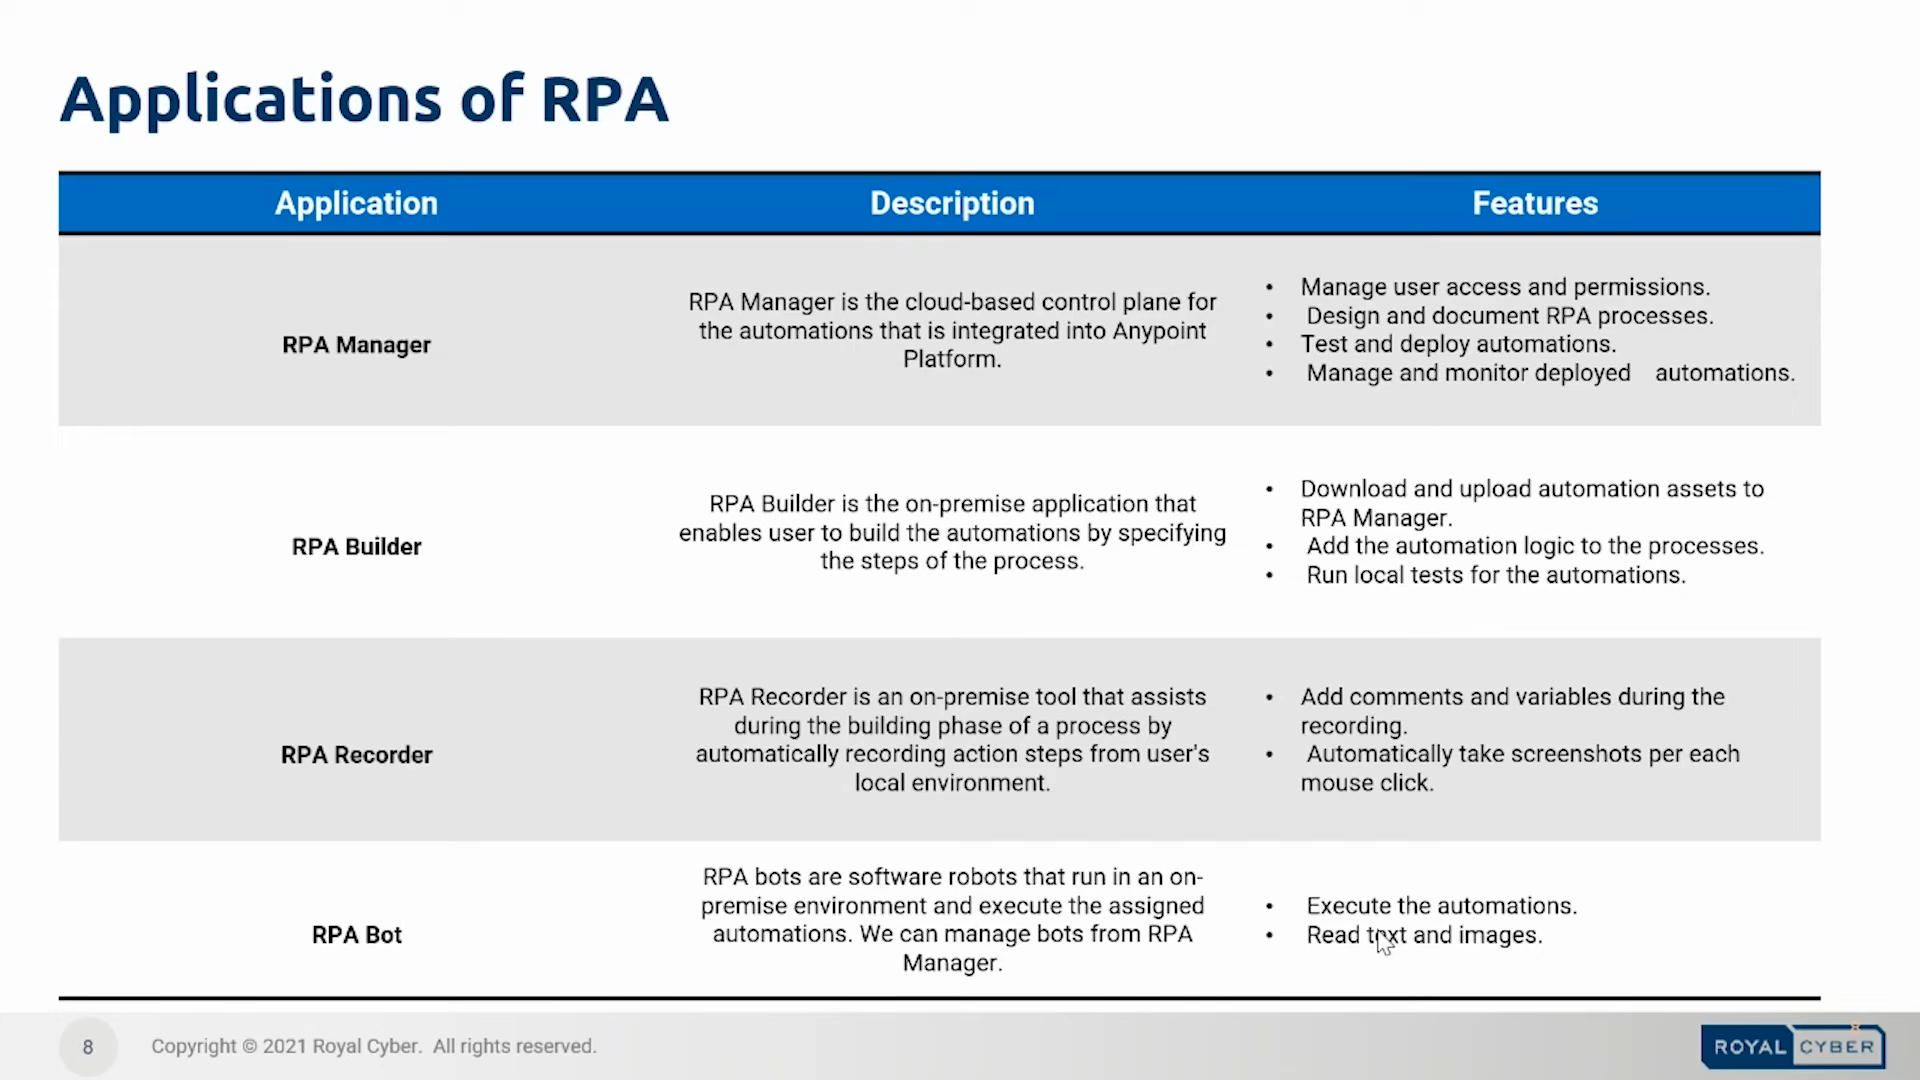 Applications of RPA
Application
Description
Features
RPA Manager
RPA Manager is the cloud-based control plane for
the automations that is integrated into Anypoint
Platform.
• Manage user access and permissions.
• Design and document RPA processes.
• Test and deploy automations.
• Manage and monitor deployed automations.
RPA Builder
RPA Builder is the on-premise application that
enables user to build the automations by specifying
the steps of the process.
• Download and upload automation assets to
RPA Manager.
• Add the automation logic to the processes.
• Run local tests for the automations.
RPA Recorder
RPA Recorder is an on-premise tool that assists
during the building phase of a process by
automatically recording action steps from user's
local environment.
• Add comments and variables during the
recording.
• Automatically take screenshots per each
mouse click.
RPA Bot
RPA bots are software robots that run in an on-
premise environment and execute the assigned
automations. We can manage bots from RPA
Manager.
• Execute the automations.
• Read text and images.
8
Copyright © 2021 Royal Cyber. All rights reserved.
ROYAL CYBER